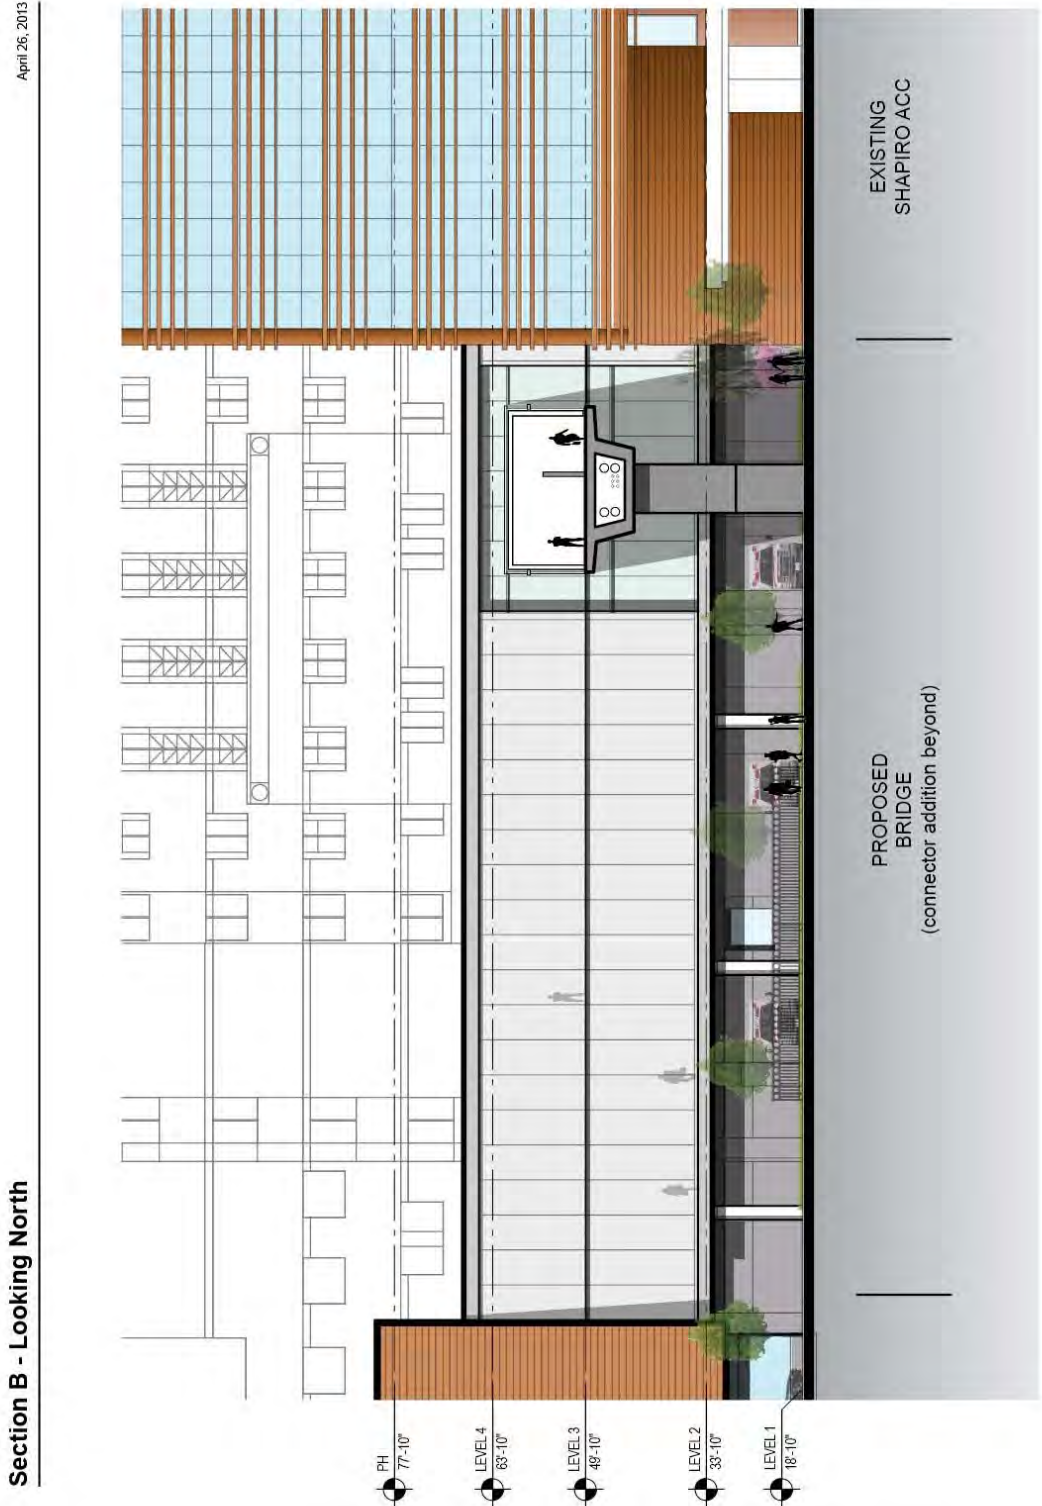 Section B - Looking North
April 26, 2013
PH
77'-10"
LEVEL 4
63'-10"
LEVEL 3
49'-10"
LEVEL 2
33'-10"
LEVEL 1
18'-10"
PROPOSED
BRIDGE
(connector addition beyond)
EXISTING
SHAPIRO ACC